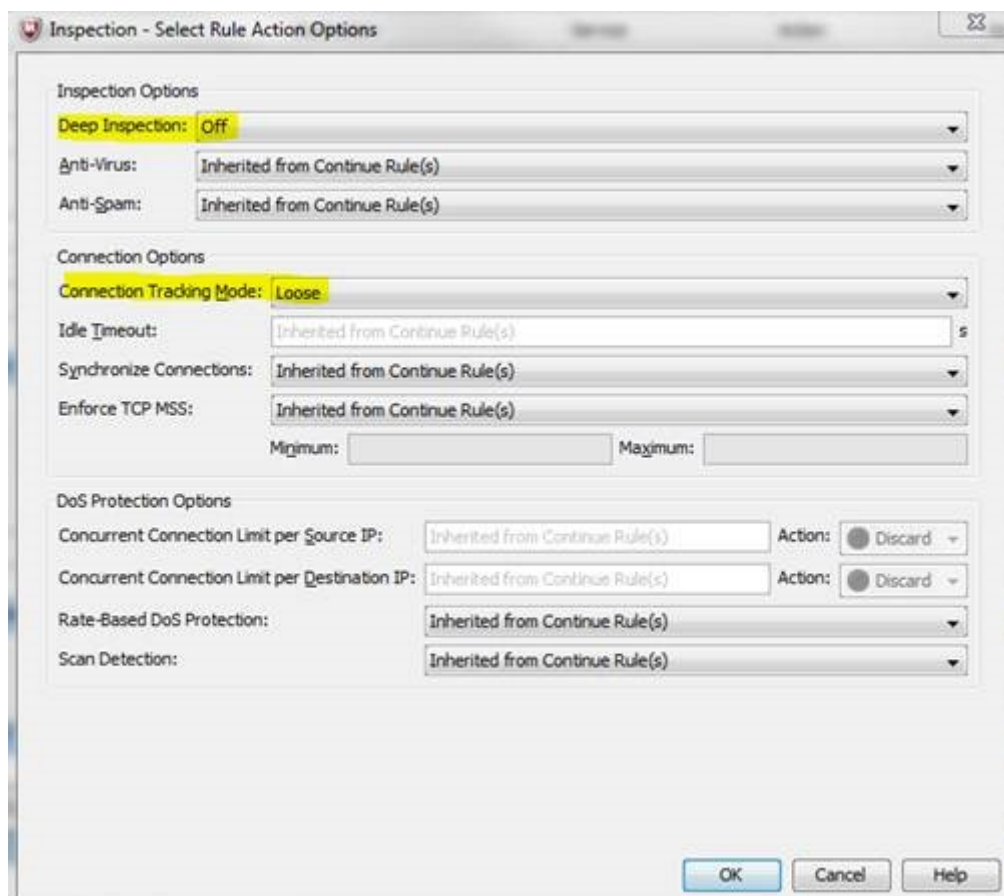 Inspection - Select Rule Action Options
Inspection Options
Deep Inspection: Off
Anti-Virus: Inherited from Continue Rule(s)
Anti-Spam: Inherited from Continue Rule(s)
Connection Options
Connection Tracking Mode: Loose
Idle Timeout: Inherited from Continue Rule(s) s
Synchronize Connections: Inherited from Continue Rule(s)
Enforce TCP MSS: Inherited from Continue Rule(s)
Minimum: Maximum:
DoS Protection Options
Concurrent Connection Limit per Source IP: Inherited from Continue Rule(s) Action: Discard
Concurrent Connection Limit per Destination IP: Inherited from Continue Rule(s) Action: Discard
Rate-Based DoS Protection: Inherited from Continue Rule(s)
Scan Detection: Inherited from Continue Rule(s)
OK Cancel Help